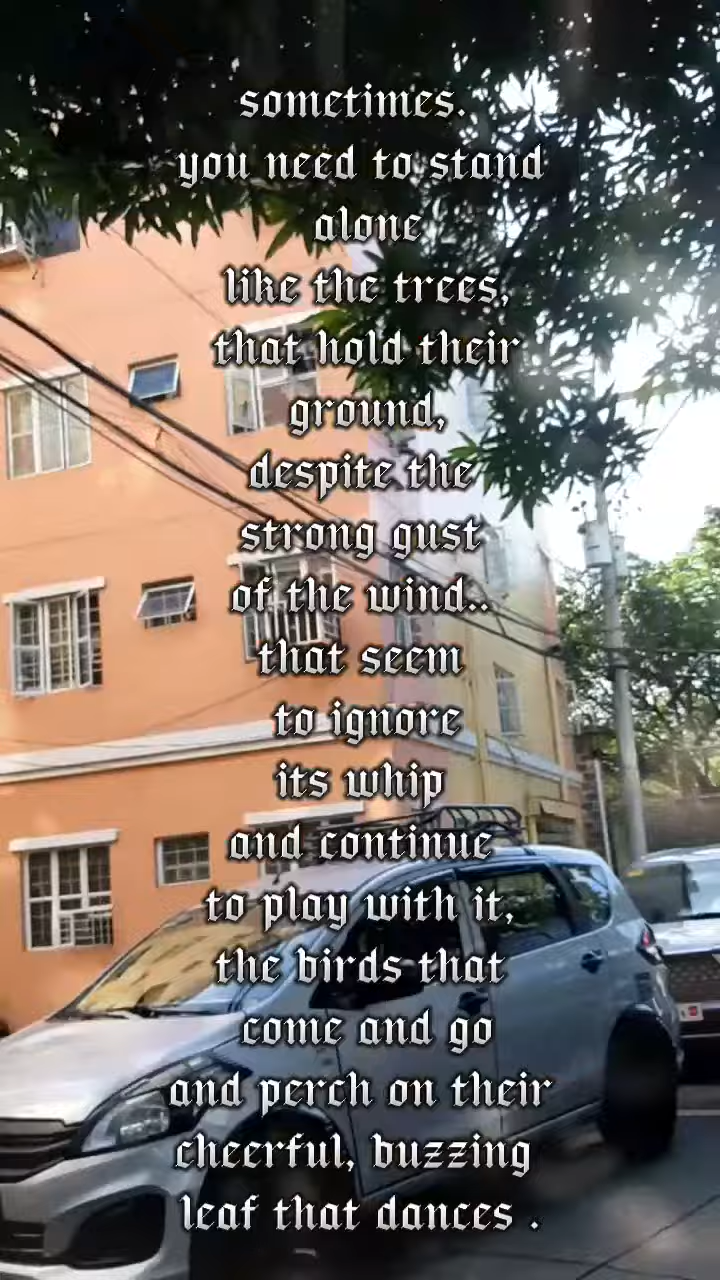 sometimes.
you need to stand
alone
like the trees,
that hold their
ground,
despite the
strong gust
of the wind..
that seem
to ignore
its whip
and continue
to play with it,
the birds that
come and go
and perch on their
cheerful, buzzing
leaf that dances .